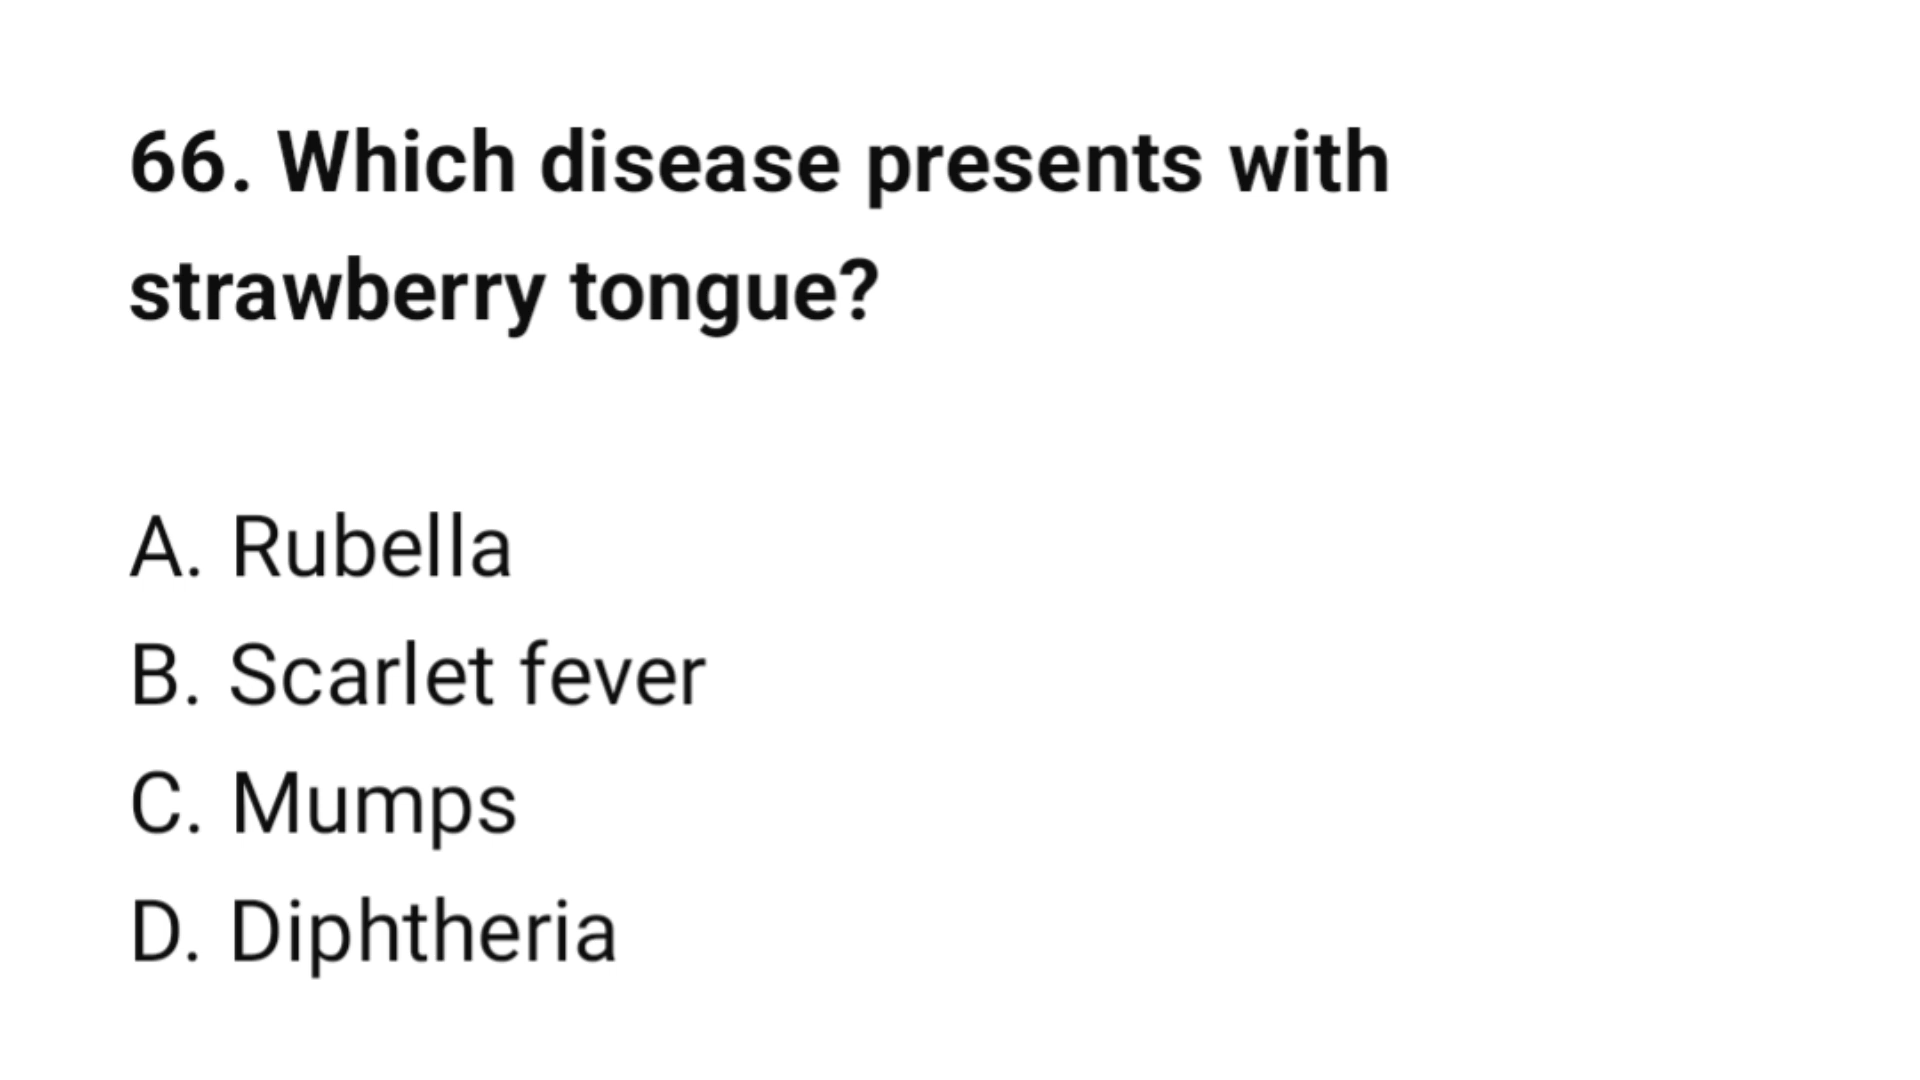 66. Which disease presents with
strawberry tongue?
A. Rubella
B. Scarlet fever
C. Mumps
D. Diphtheria